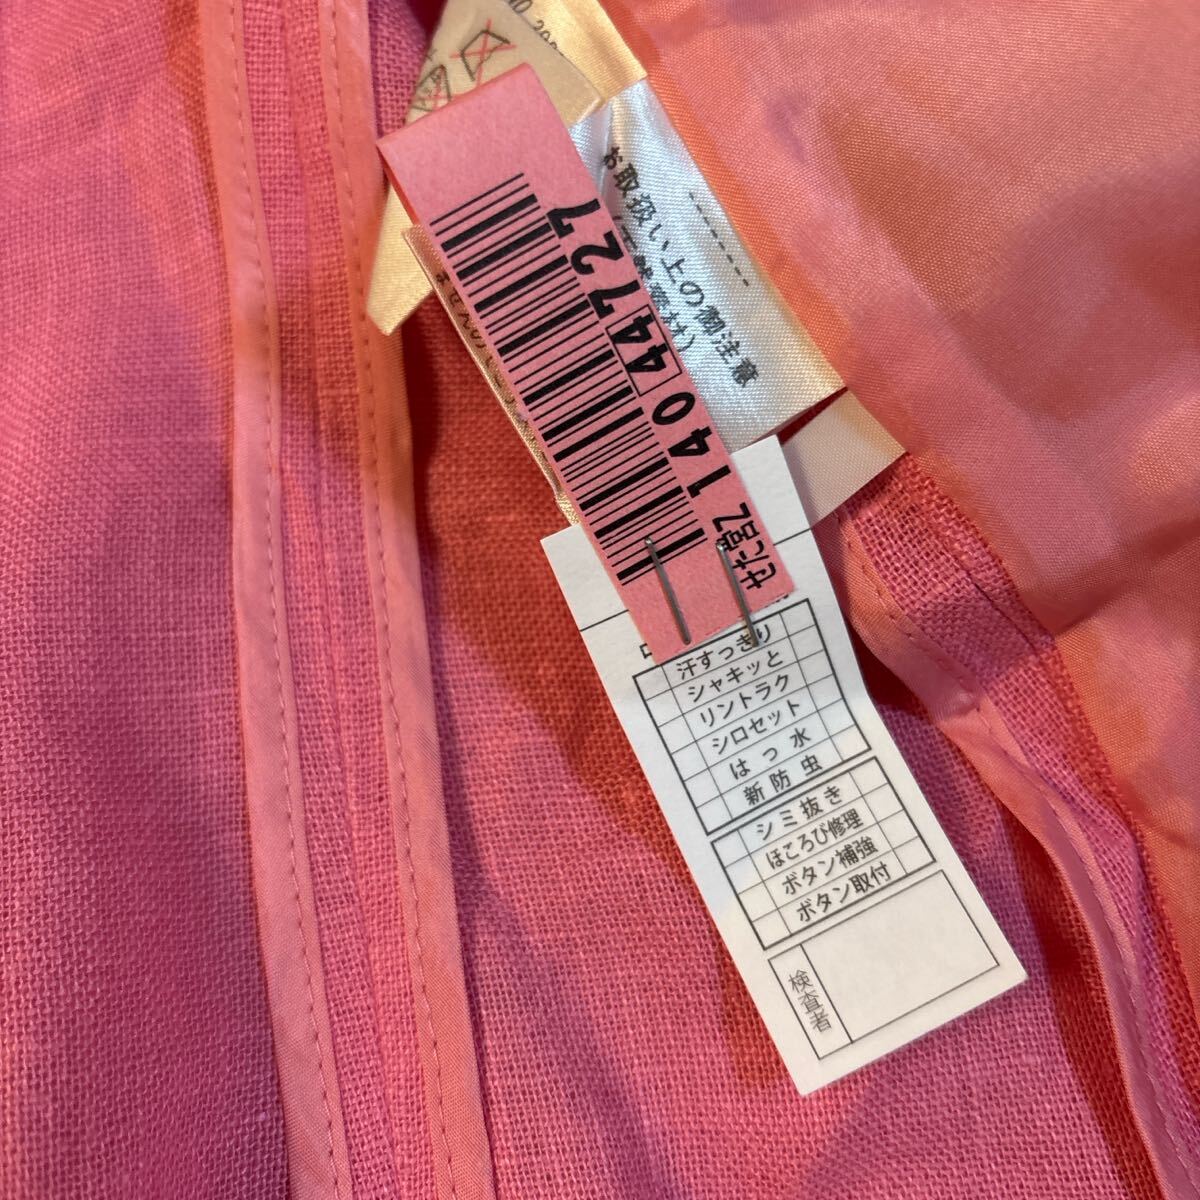 お取扱い上の御注意
せた宮乙 140 4472 7
汗すっきり
シャキッと
リントラク
シロセット
はっ水
新防虫
シミ抜き
ほころび修理
ボタン補強
ボタン取付
検査者